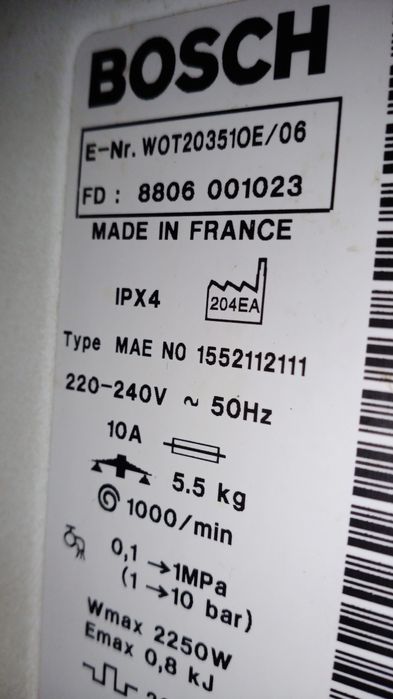 BOSCH
E-Nr. WOT20351OE/06
FD : 8806 001023
MADE IN FRANCE
IPX4 204EA
Type MAE NO 1552112111
220-240V ~ 50Hz
10A
5.5 kg
1000/min
0,1 →1MPa
(1 →10 bar)
Wmax 2250W
Emax 0,8 kJ